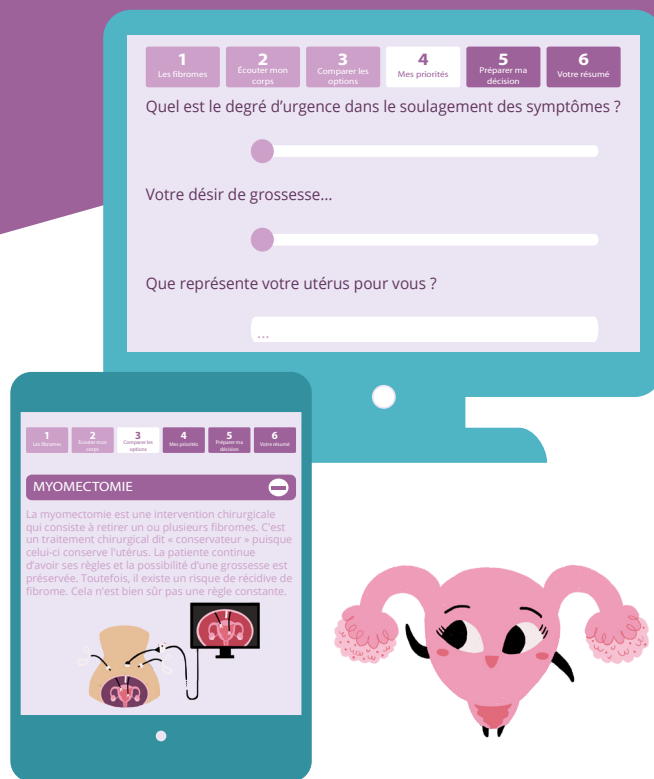 1 2 3 4 5 6
Les fibromes Écouter mon corps Comparer les options Mes priorités Préparer ma décision Votre résumé
Quel est le degré d'urgence dans le soulagement des symptômes ?
Votre désir de grossesse...
Que représente votre utérus pour vous ?
...
1 2 3 4 5 6
Les fibromes Écouter mon corps Comparer les options Mes priorités Préparer ma décision Votre résumé
MYOMECTOMIE
La myomectomie est une intervention chirurgicale
qui consiste à retirer un ou plusieurs fibromes. C'est
un traitement chirurgical dit « conservateur » puisque
celui-ci conserve l'utérus. La patiente continue
d'avoir ses règles et la possibilité d'une grossesse est
préservée. Toutefois, il existe un risque de récidive de
fibrome. Cela n'est bien sûr pas une règle constante.